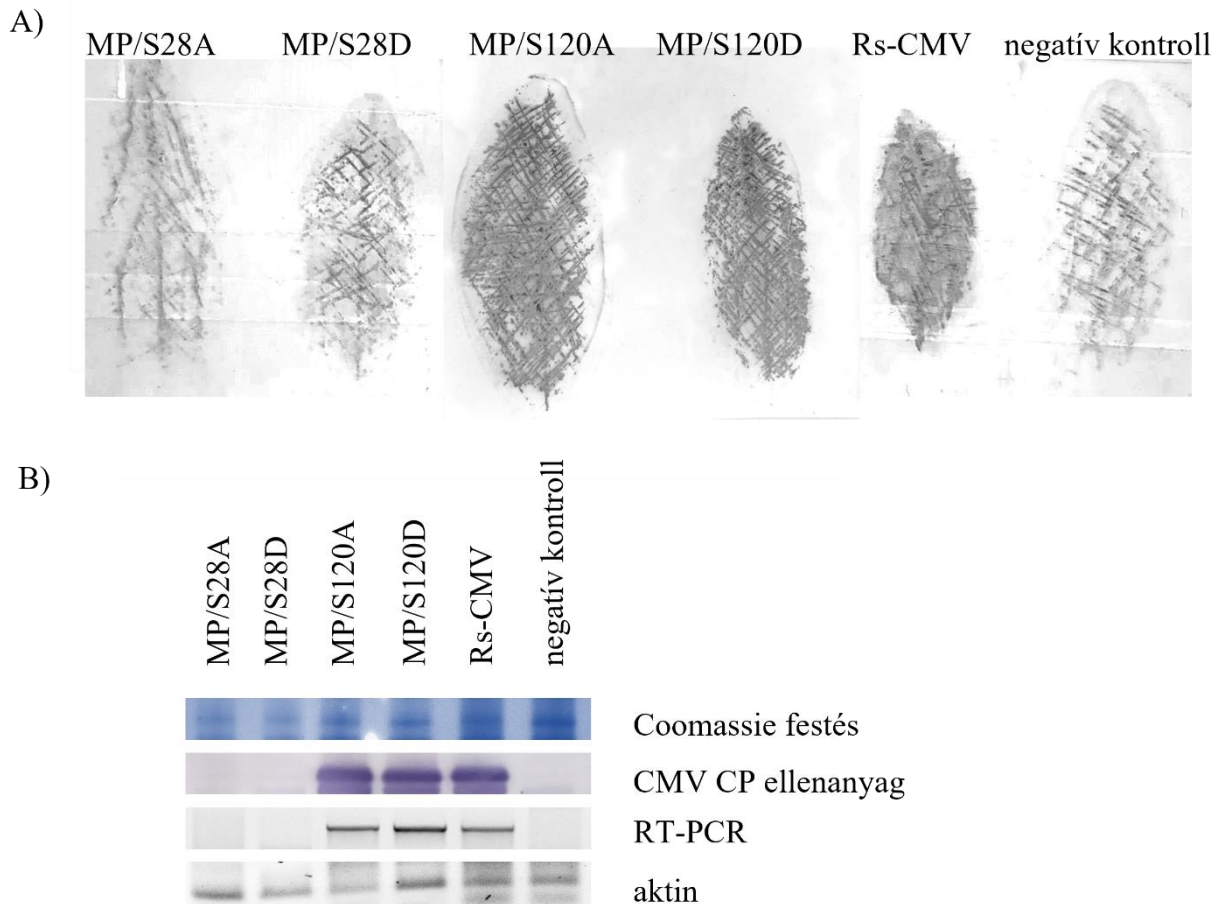 A)
MP/S28A MP/S28D MP/S120A MP/S120D Rs-CMV negatív kontroll
B)
MP/S28A
MP/S28D
MP/S120A
MP/S120D
Rs-CMV
negatív kontroll
Coomassie festés
CMV CP ellenanyag
RT-PCR
aktin